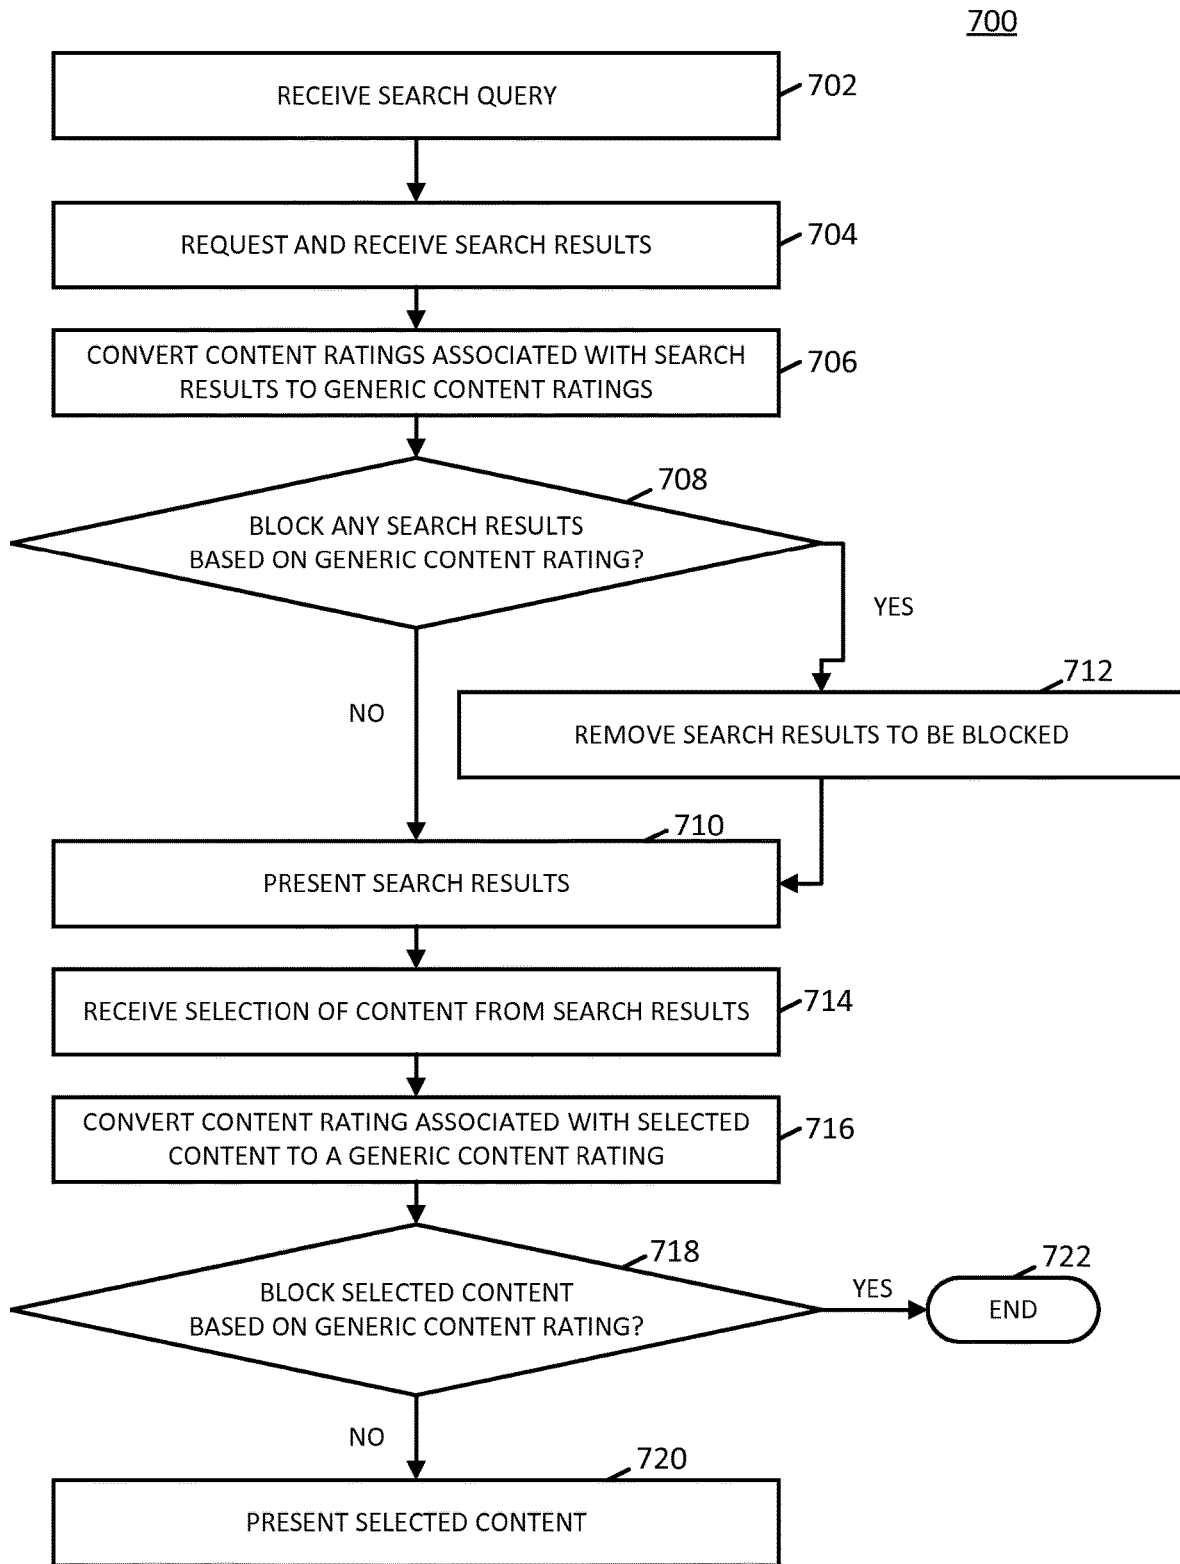 700
RECEIVE SEARCH QUERY
702
REQUEST AND RECEIVE SEARCH RESULTS
704
CONVERT CONTENT RATINGS ASSOCIATED WITH SEARCH
RESULTS TO GENERIC CONTENT RATINGS
706
708
BLOCK ANY SEARCH RESULTS
BASED ON GENERIC CONTENT RATING?
YES
NO
712
REMOVE SEARCH RESULTS TO BE BLOCKED
710
PRESENT SEARCH RESULTS
RECEIVE SELECTION OF CONTENT FROM SEARCH RESULTS
714
CONVERT CONTENT RATING ASSOCIATED WITH SELECTED
CONTENT TO A GENERIC CONTENT RATING
716
718
BLOCK SELECTED CONTENT
BASED ON GENERIC CONTENT RATING?
YES
722
END
NO
720
PRESENT SELECTED CONTENT